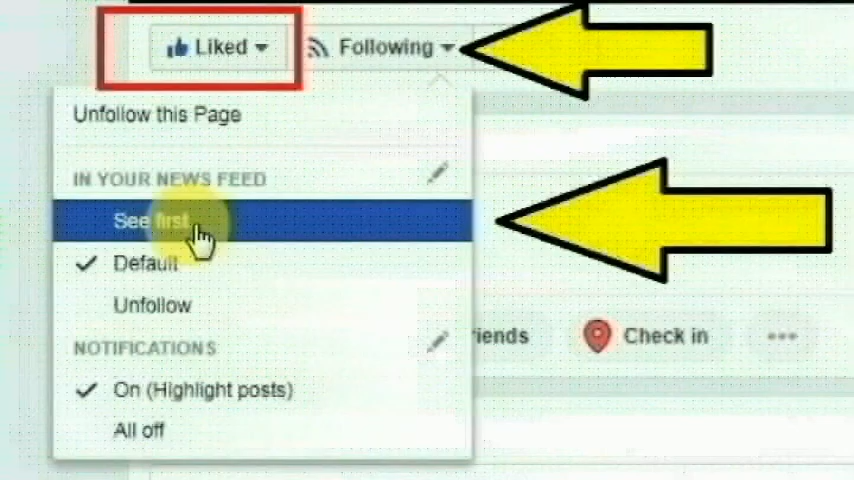 Liked Following
Unfollow this Page
IN YOUR NEWS FEED
See first
Default
Unfollow
NOTIFICATIONS
riends Check in
On (Highlight posts)
All off